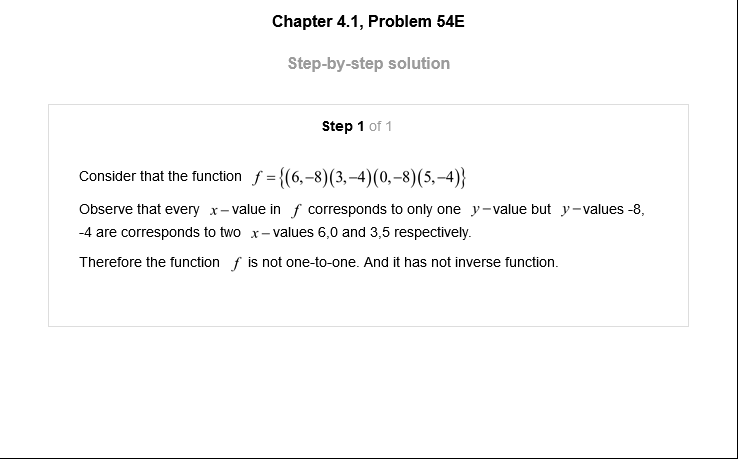 Chapter 4.1, Problem 54E
Step-by-step solution
Step 1 of 1
Consider that the function f = {(6,−8)(3,−4)(0,−8)(5,−4)}
Observe that every x− value in f corresponds to only one y−value but y−values -8,
-4 are corresponds to two x− values 6,0 and 3,5 respectively.
Therefore the function f is not one-to-one. And it has not inverse function.